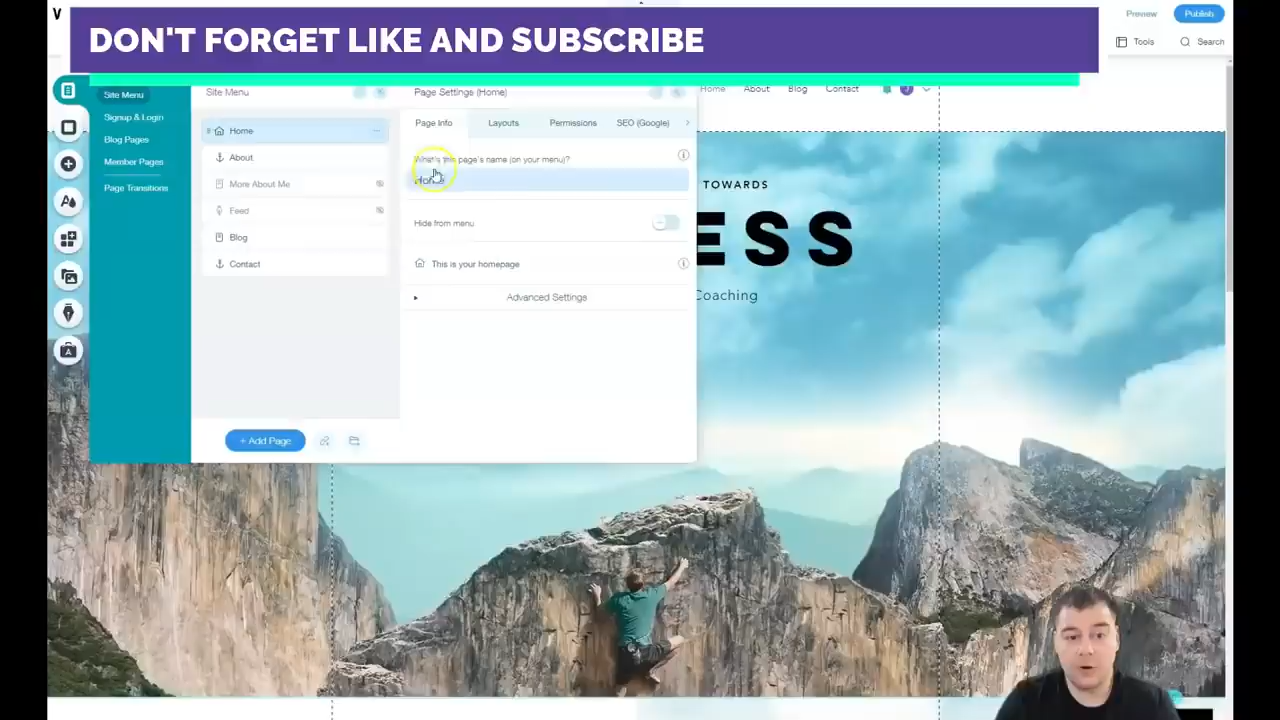 DON'T FORGET LIKE AND SUBSCRIBE
Preview
Publish
Tools
Search
Site Menu
Signup & Login
Blog Pages
Member Pages
Page Transitions
Site Menu
Home
About
More About Me
Feed
Blog
Contact
+ Add Page
Page Settings (Home)
Page Info
Layouts
Permissions
SEO (Google)
What's this page's name (on your menu)?
Home
Hide from menu
This is your homepage
Advanced Settings
Home
About
Blog
Contact
TOWARDS
ESS
Coaching